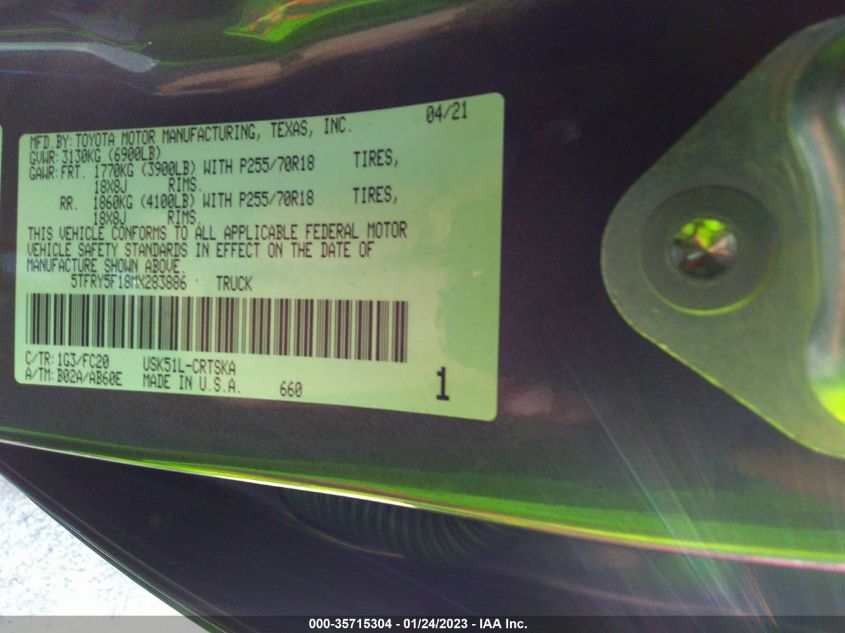 04/21
MFD.BY:TOYOTA MOTOR MANUFACTURING, TEXAS, INC.
GVWR:3130KG (6900LB)
GAWR:FRT. 1770KG (3900LB) WITH P255/70R18 TIRES,
18X8J RIMS.
RR. 1860KG (4100LB) WITH P255/70R18 TIRES,
18X8J RIMS.
THIS VEHICLE CONFORMS TO ALL APPLICABLE FEDERAL MOTOR
VEHICLE SAFETY STANDARDS IN EFFECT ON THE DATE OF
MANUFACTURE SHOWN ABOVE.
5TFRY5F18MX283886 TRUCK
C/TR:1G3/FC20 USK51L-CRTSKA
A/TM:B02A/AB60E MADE IN U.S.A. 660 1
000-35715304 - 01/24/2023 - IAA Inc.